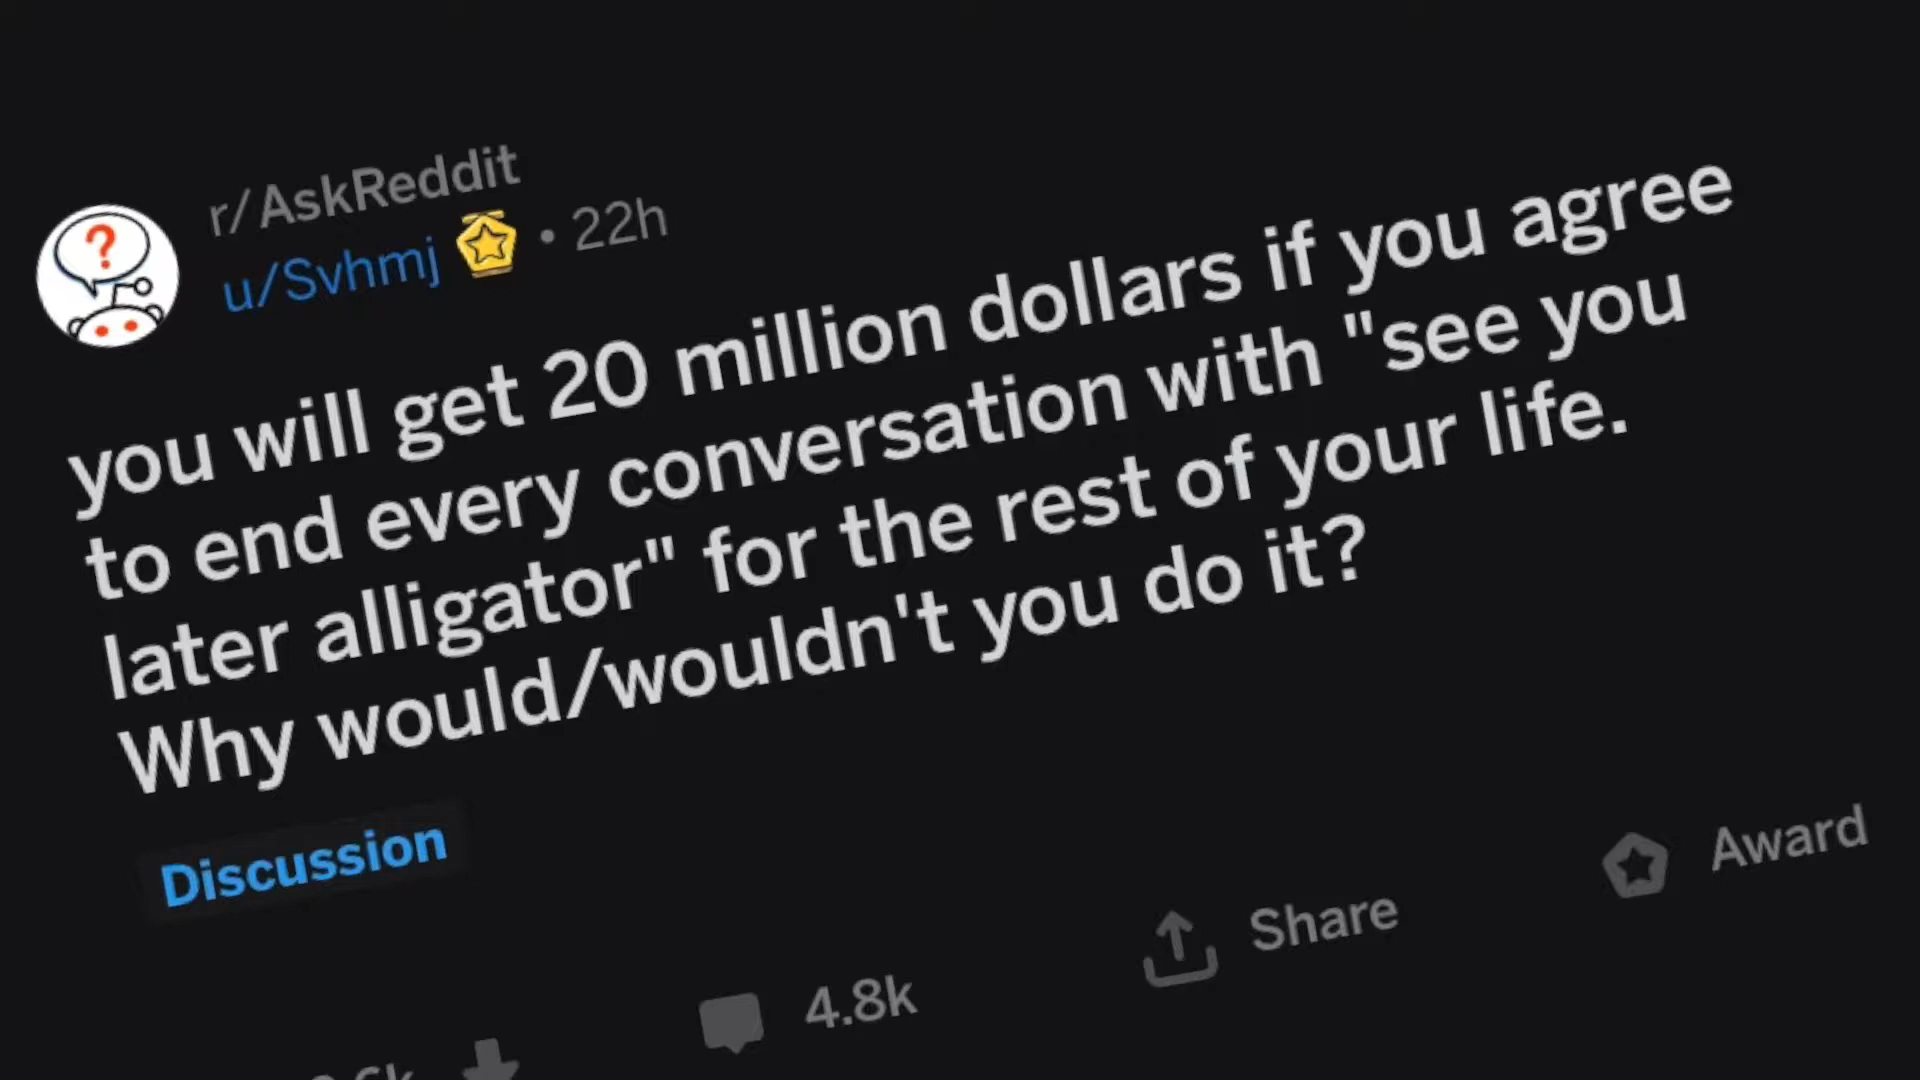 r/AskReddit
u/Svhmj • 22h
you will get 20 million dollars if you agree
to end every conversation with "see you
later alligator" for the rest of your life.
Why would/wouldn't you do it?
Discussion
4.8k
Share
Award